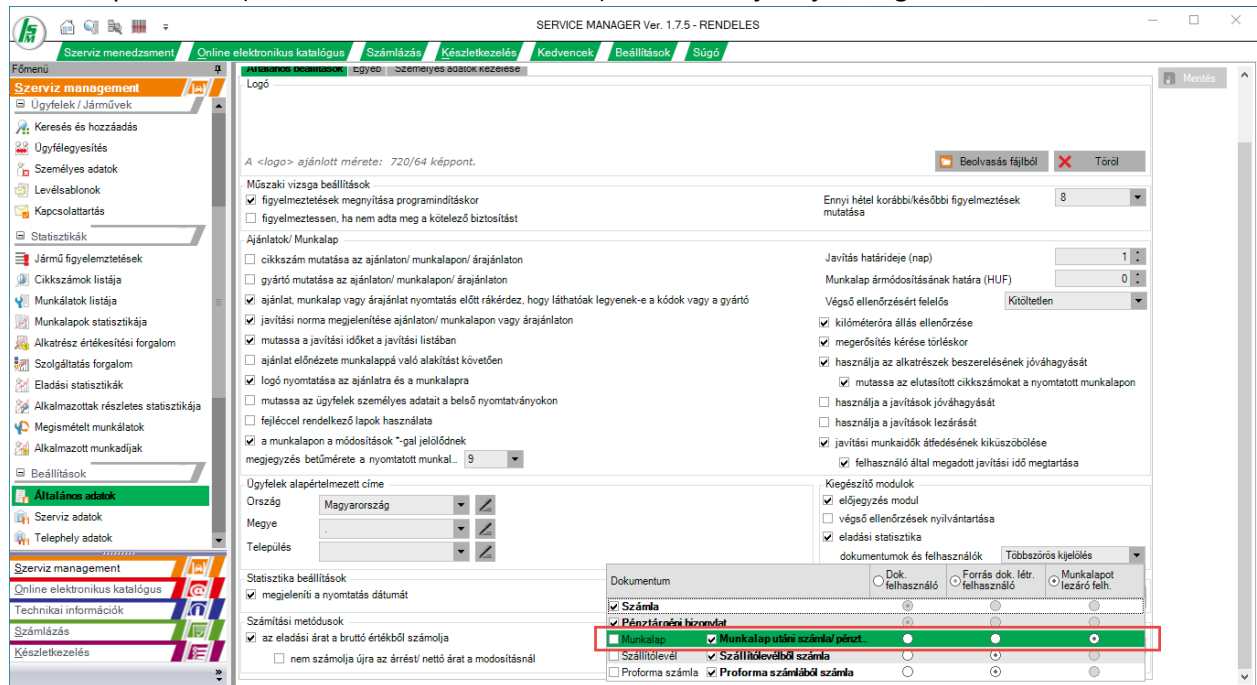 SERVICE MANAGER Ver. 1.7.5 - RENDELES
Szerviz menedzsment
Online elektronikus katalógus
Számlázás
Készletkezelés
Kedvencek
Beállítások
Súgó
Főmenü
Szerviz management
Ügyfelek / Járművek
Keresés és hozzáadás
Ügyfélegyesítés
Személyes adatok
Levélsablonok
Kapcsolattartás
Statisztikák
Jármű figyelemztetések
Cikkszámok listája
Munkálatok listája
Munkalapok statisztikája
Alkatrész értékesítési forgalom
Szolgáltatás forgalom
Eladási statisztikák
Alkalmazottak részletes statisztikája
Megismételt munkálatok
Alkalmazott munkadíjak
Beállítások
Általános adatok
Szerviz adatok
Telephely adatok
Szerviz management
Online elektronikus katalógus
Technikai információk
Számlázás
Készletkezelés
Általános beállítások Egyéb Személyes adatok kezelése
Mentés
Logó
A <logo> ajánlott mérete: 720/64 képpont.
Beolvasás fájlból
Töröl
Műszaki vizsga beállítások
figyelmeztetések megnyitása programindításkor
figyelmeztessen, ha nem adta meg a kötelező biztosítást
Ennyi hétel korábbi/későbbi figyelmeztések
mutatása
8
Ajánlatok/ Munkalap
cikkszám mutatása az ajánlaton/ munkalapon/ árajánlaton
gyártó mutatása az ajánlaton/ munkalapon/ árajánlaton
ajánlat, munkalap vagy árajánlat nyomtatás előtt rákérdez, hogy láthatóak legyenek-e a kódok vagy a gyártó
javítási norma megjelenítése ajánlaton/ munkalapon vagy árajánlaton
mutassa a javítási időket a javítási listában
ajánlat előnézete munkalappá való alakítást követően
logó nyomtatása az ajánlatra és a munkalapra
mutassa az ügyfelek személyes adatait a belső nyomtatványokon
fejléccel rendelkező lapok használata
a munkalapon a módosítások *-gal jelölődnek
megjegyzés betűmérete a nyomtatott munkal... 9
Javítás határideje (nap) 1
Munkalap ármódosításának határa (HUF) 0
Végső ellenőrzésért felelős Kitöltetlen
kilóméteróra állás ellenőrzése
megerősítés kérése törléskor
használja az alkatrészek beszerelésének jóváhagyását
mutassa az elutasított cikkszámokat a nyomtatott munkalapon
használja a javítások jóváhagyását
használja a javítások lezárását
javítási munkaidők átfedésének kiküszöbölése
felhasználó által megadott javítási idő megtartása
Ügyfelek alapértelmezett címe
Ország Magyarország
Megye .
Település
Kiegészítő modulok
előjegyzés modul
végső ellenőrzések nyilvántartása
eladási statisztika
dokumentumok és felhasználók Többszörös kijelölés
Statisztika beállítások
megjeleníti a nyomtatás dátumát
Számítási metódusok
az eladási árat a bruttó értékből számolja
nem számolja újra az árrést/ nettó árat a modosításnál
Dokumentum
Dok.
felhasználó
Forrás dok. létr.
felhasználó
Munkalapot
lezáró felh.
Számla
Pénztárgépi bizonylat
Munkalap Munkalap utáni számla/ pénzt...
Szállítólevél Szállítólevélből számla
Proforma számla Proforma számlából számla